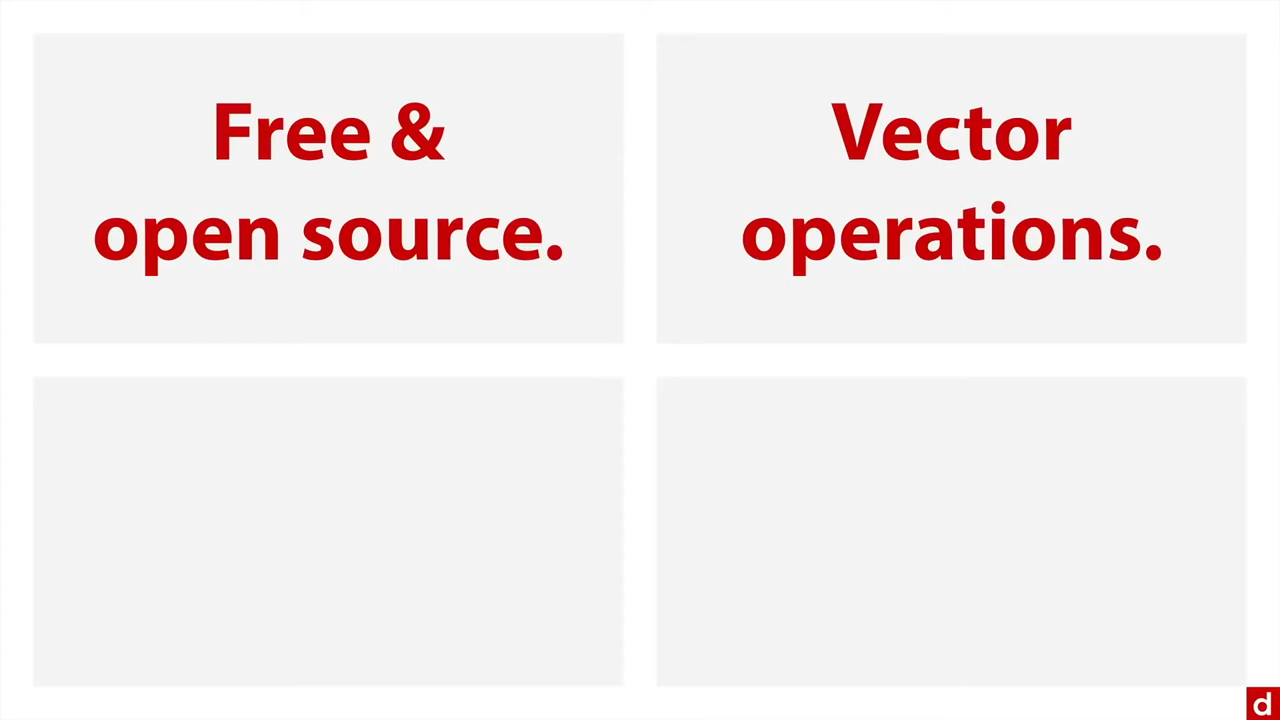 Free &
open source.
Vector
operations.
d